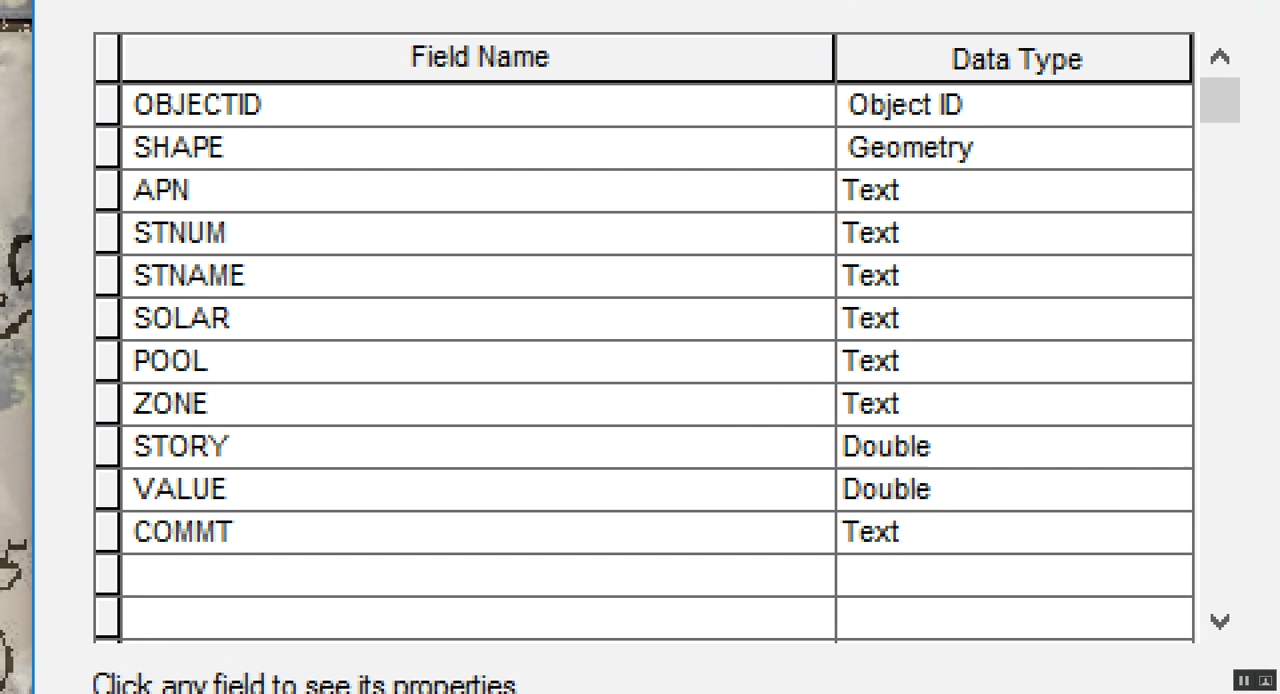 Field Name Data Type
OBJECTID Object ID
SHAPE Geometry
APN Text
STNUM Text
STNAME Text
SOLAR Text
POOL Text
ZONE Text
STORY Double
VALUE Double
COMMT Text
Click any field to see its properties